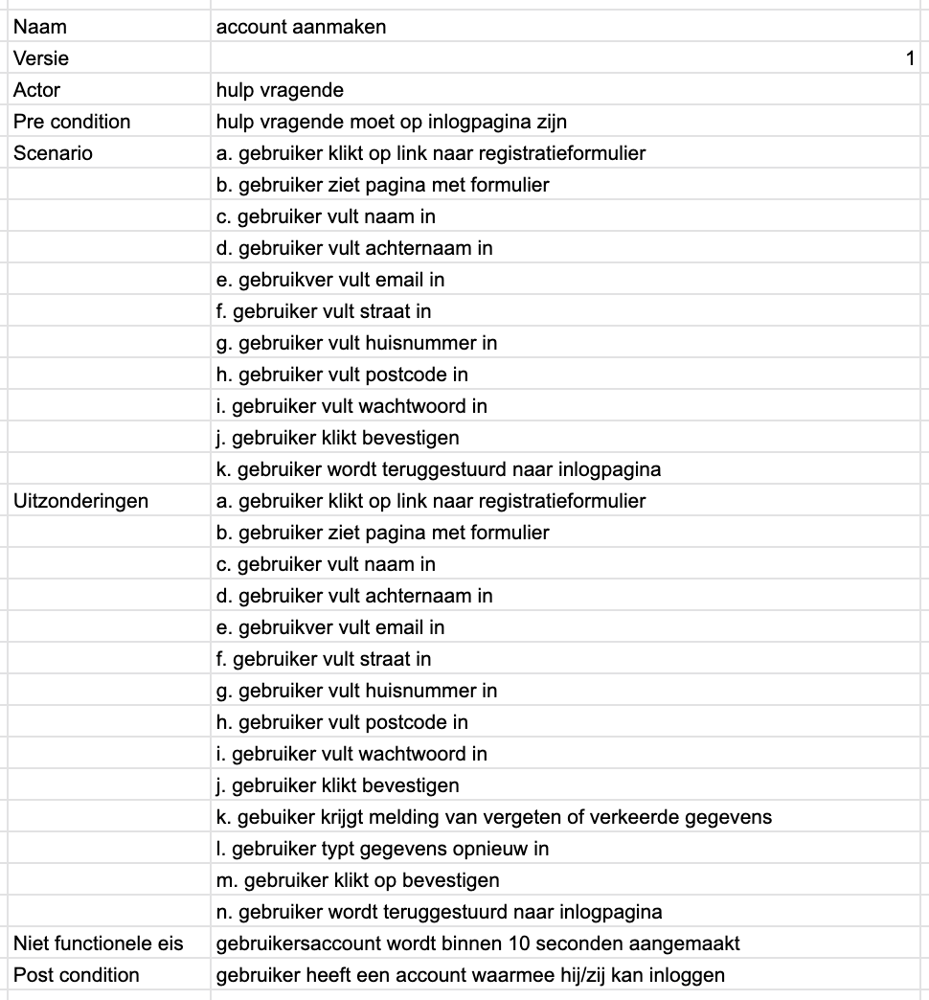 Naam account aanmaken
Versie 1
Actor hulp vragende
Pre condition hulp vragende moet op inlogpagina zijn
Scenario a. gebruiker klikt op link naar registratieformulier
b. gebruiker ziet pagina met formulier
c. gebruiker vult naam in
d. gebruiker vult achternaam in
e. gebruikver vult email in
f. gebruiker vult straat in
g. gebruiker vult huisnummer in
h. gebruiker vult postcode in
i. gebruiker vult wachtwoord in
j. gebruiker klikt bevestigen
k. gebruiker wordt teruggestuurd naar inlogpagina
Uitzonderingen a. gebruiker klikt op link naar registratieformulier
b. gebruiker ziet pagina met formulier
c. gebruiker vult naam in
d. gebruiker vult achternaam in
e. gebruikver vult email in
f. gebruiker vult straat in
g. gebruiker vult huisnummer in
h. gebruiker vult postcode in
i. gebruiker vult wachtwoord in
j. gebruiker klikt bevestigen
k. gebuiker krijgt melding van vergeten of verkeerde gegevens
l. gebruiker typt gegevens opnieuw in
m. gebruiker klikt op bevestigen
n. gebruiker wordt teruggestuurd naar inlogpagina
Niet functionele eis gebruikersaccount wordt binnen 10 seconden aangemaakt
Post condition gebruiker heeft een account waarmee hij/zij kan inloggen